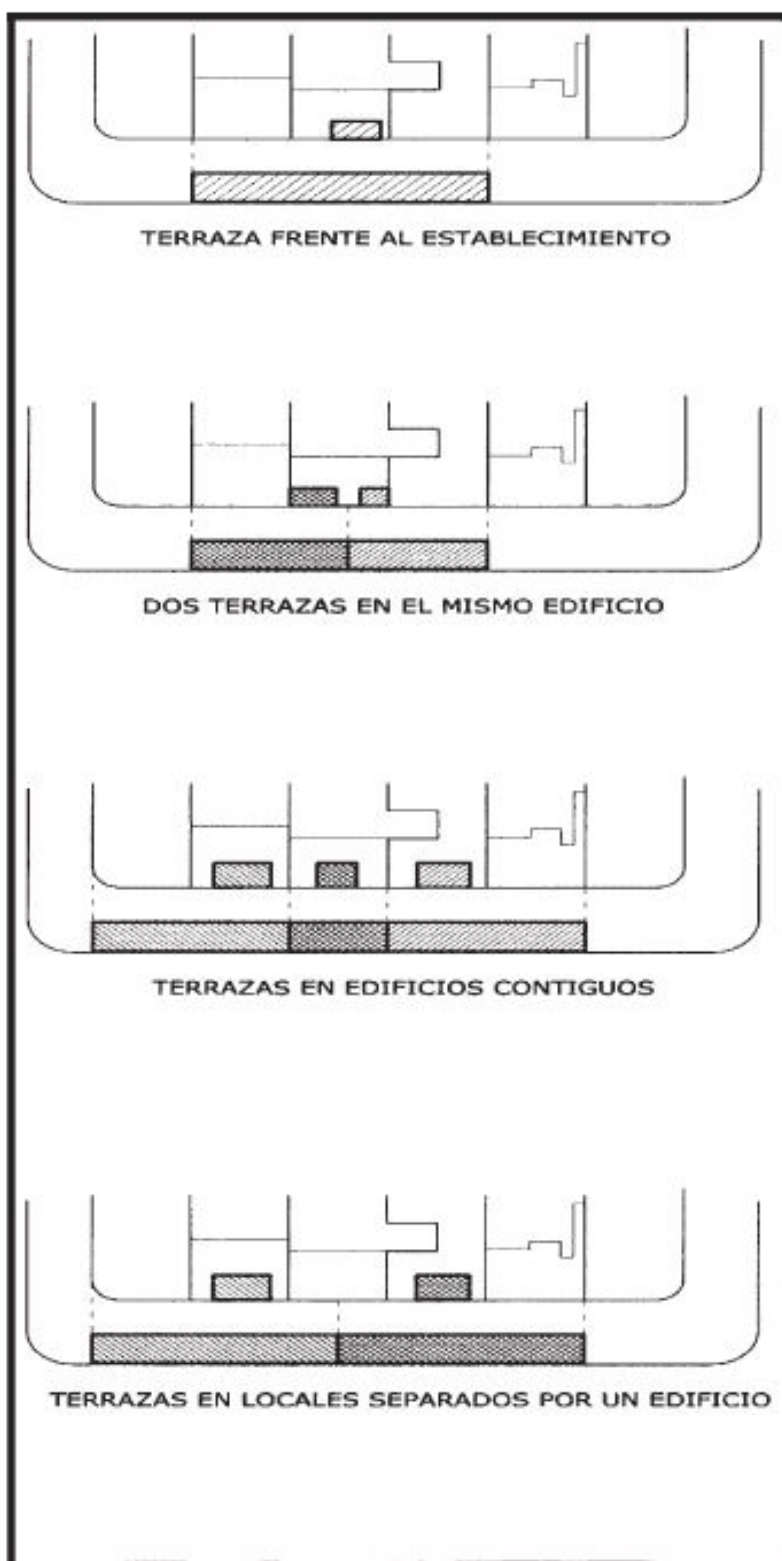 TERRAZA FRENTE AL ESTABLECIMIENTO
DOS TERRAZAS EN EL MISMO EDIFICIO
TERRAZAS EN EDIFICIOS CONTIGUOS
TERRAZAS EN LOCALES SEPARADOS POR UN EDIFICIO